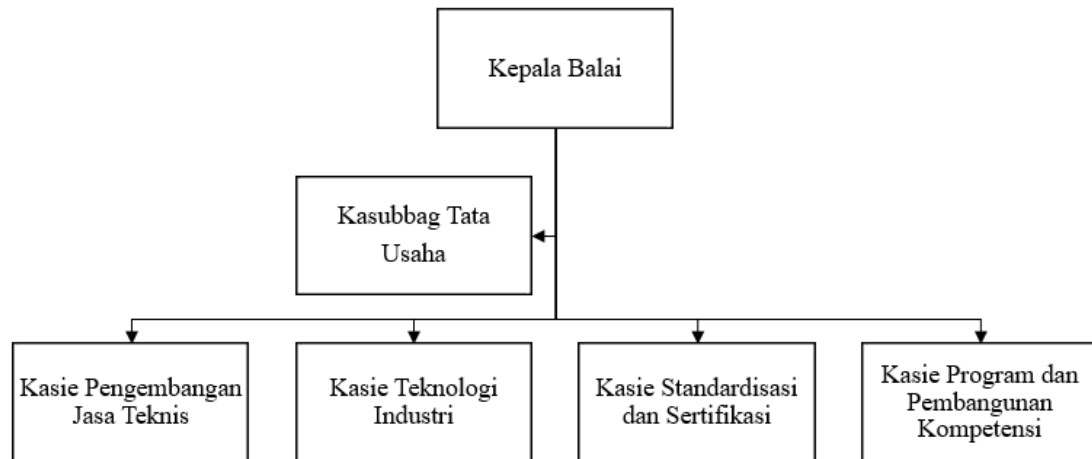 Kepala Balai
Kasubbag Tata
Usaha
Kasie Pengembangan
Jasa Teknis
Kasie Teknologi
Industri
Kasie Standardisasi
dan Sertifikasi
Kasie Program dan
Pembangunan
Kompetensi